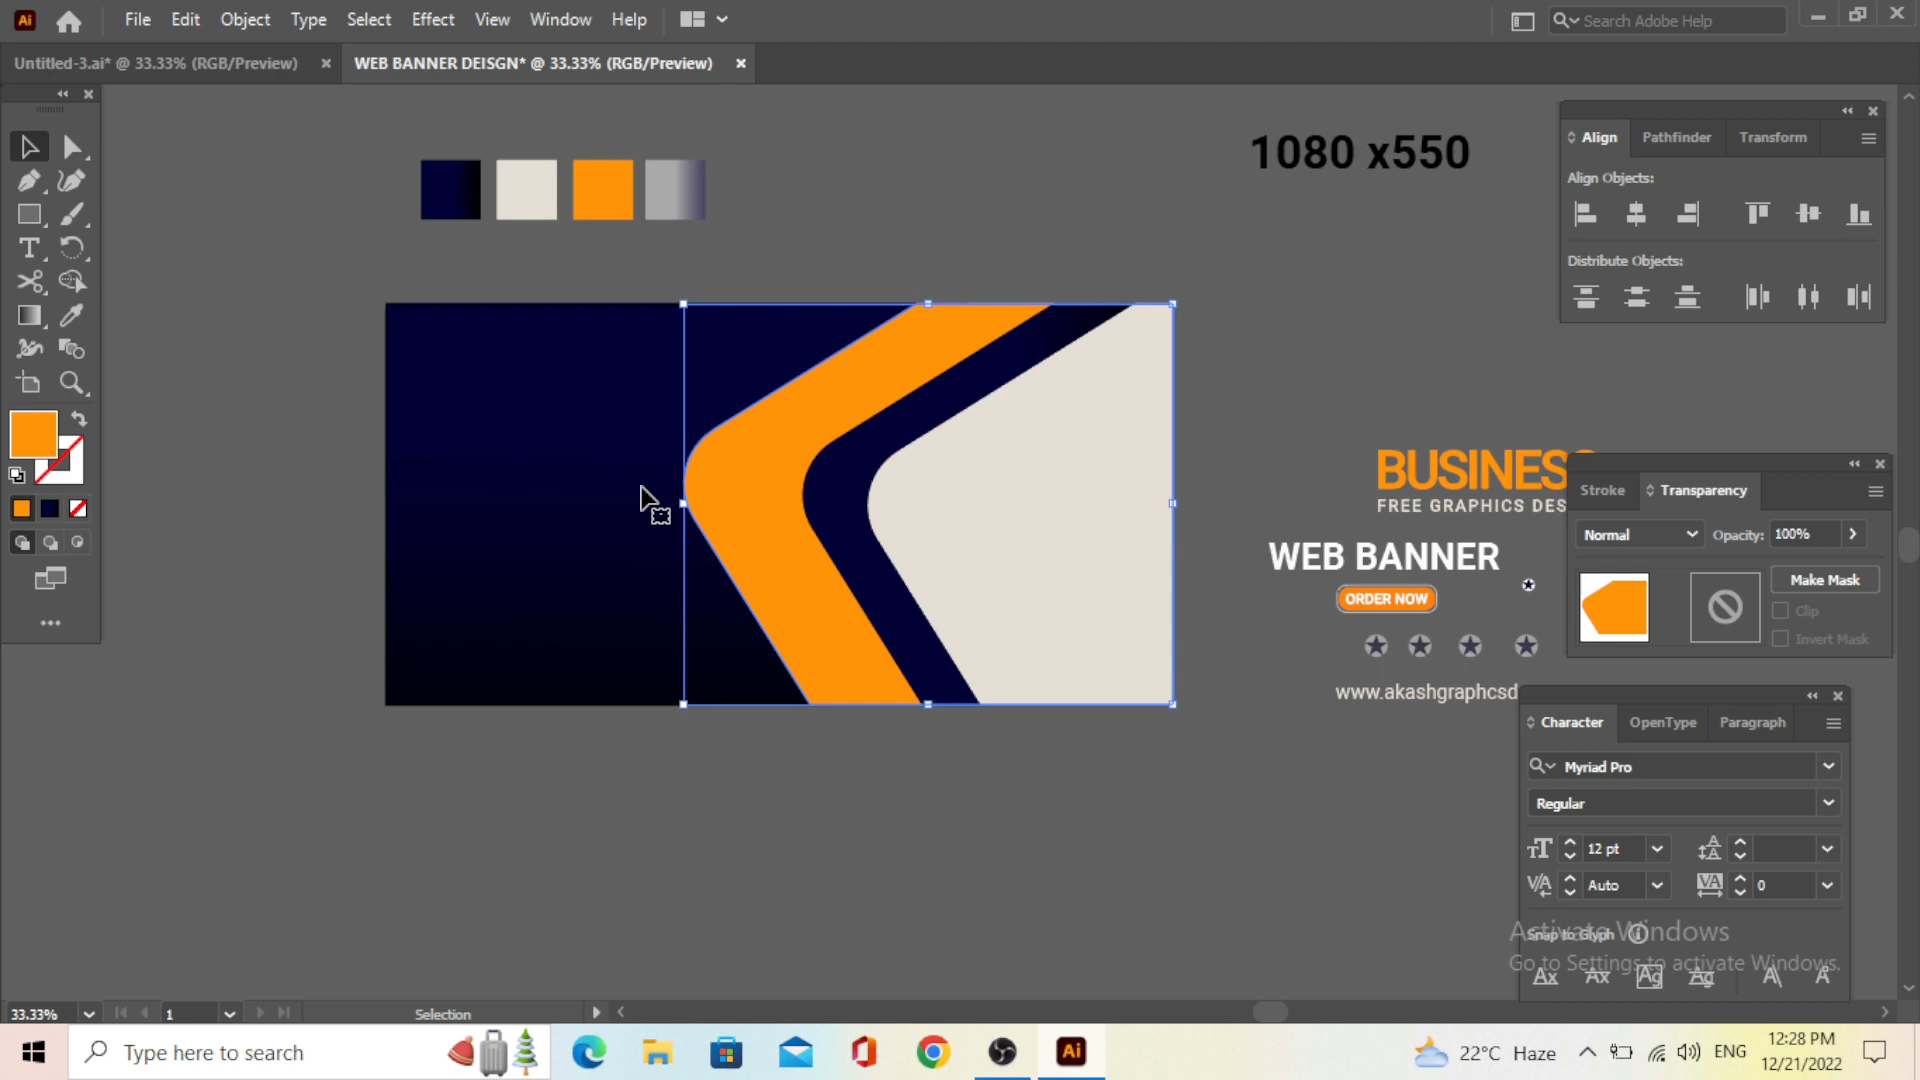 File Edit Object Type Select Effect View Window Help
Search Adobe Help
Untitled-3.ai* @ 33.33% (RGB/Preview)
WEB BANNER DEISGN* @ 33.33% (RGB/Preview)
1080 x550
Align Pathfinder Transform
Align Objects:
Distribute Objects:
BUSINESS
FREE GRAPHICS DES
WEB BANNER
ORDER NOW
www.akashgraphcsd
Stroke Transparency
Normal Opacity: 100%
Make Mask
Clip
Invert Mask
Character OpenType Paragraph
Myriad Pro
Regular
12 pt
Auto 0
Snap to Glyph
Activate Windows
Go to Settings to activate Windows.
33.33% 1 Selection
Type here to search
22°C Haze
ENG
12:28 PM
12/21/2022